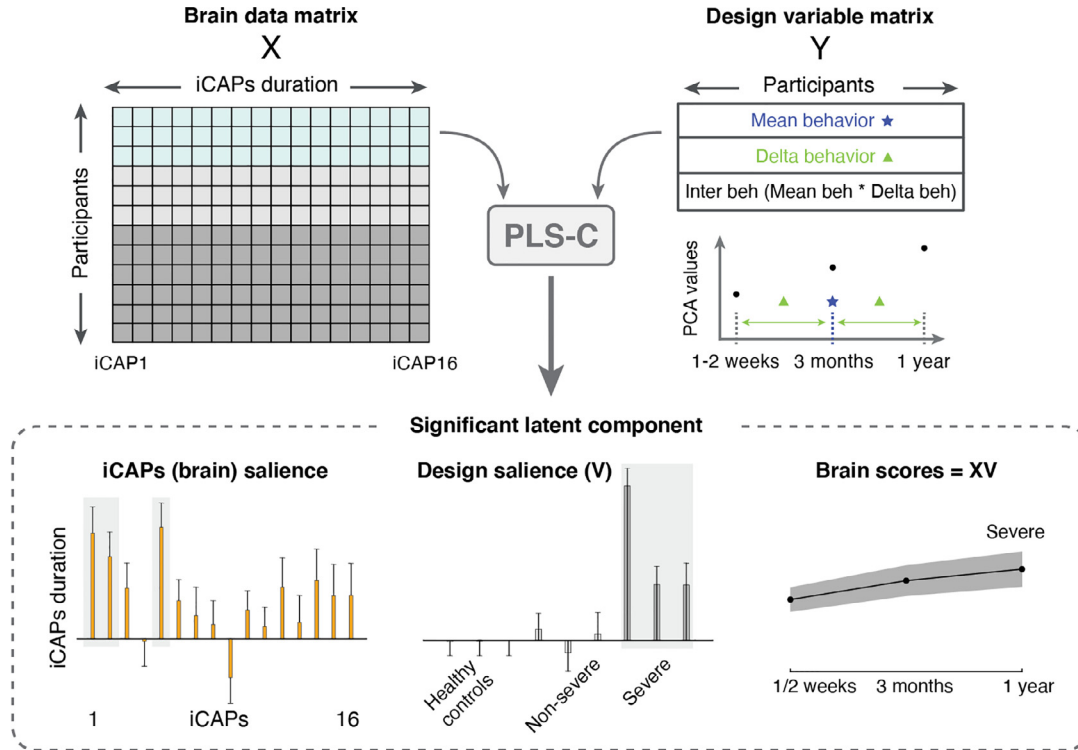 Brain data matrix
X
iCAPs duration
Participants
iCAP1
iCAP16
Design variable matrix
Y
Participants
Mean behavior
Delta behavior
Inter beh (Mean beh * Delta beh)
PLS-C
PCA values
1-2 weeks
3 months
1 year
Significant latent component
iCAPs (brain) salience
iCAPs duration
1
iCAPs
16
Design salience (V)
Healthy
controls
Non-severe
Severe
Brain scores = XV
Severe
1/2 weeks
3 months
1 year